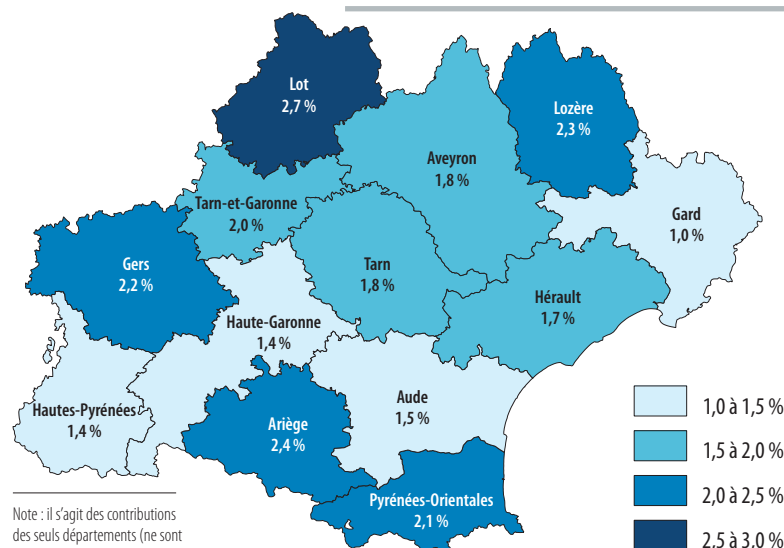 Lot
2,7 %
Lozère
2,3 %
Aveyron
1,8 %
Tarn-et-Garonne
2,0 %
Gard
1,0 %
Gers
2,2 %
Tarn
1,8 %
Hérault
1,7 %
Haute-Garonne
1,4 %
Hautes-Pyrénées
1,4 %
Aude
1,5 %
Ariège
2,4 %
Pyrénées-Orientales
2,1 %
1,0 à 1,5 %
1,5 à 2,0 %
2,0 à 2,5 %
2,5 à 3,0 %
Note : il s'agit des contributions
des seuls départements (ne sont